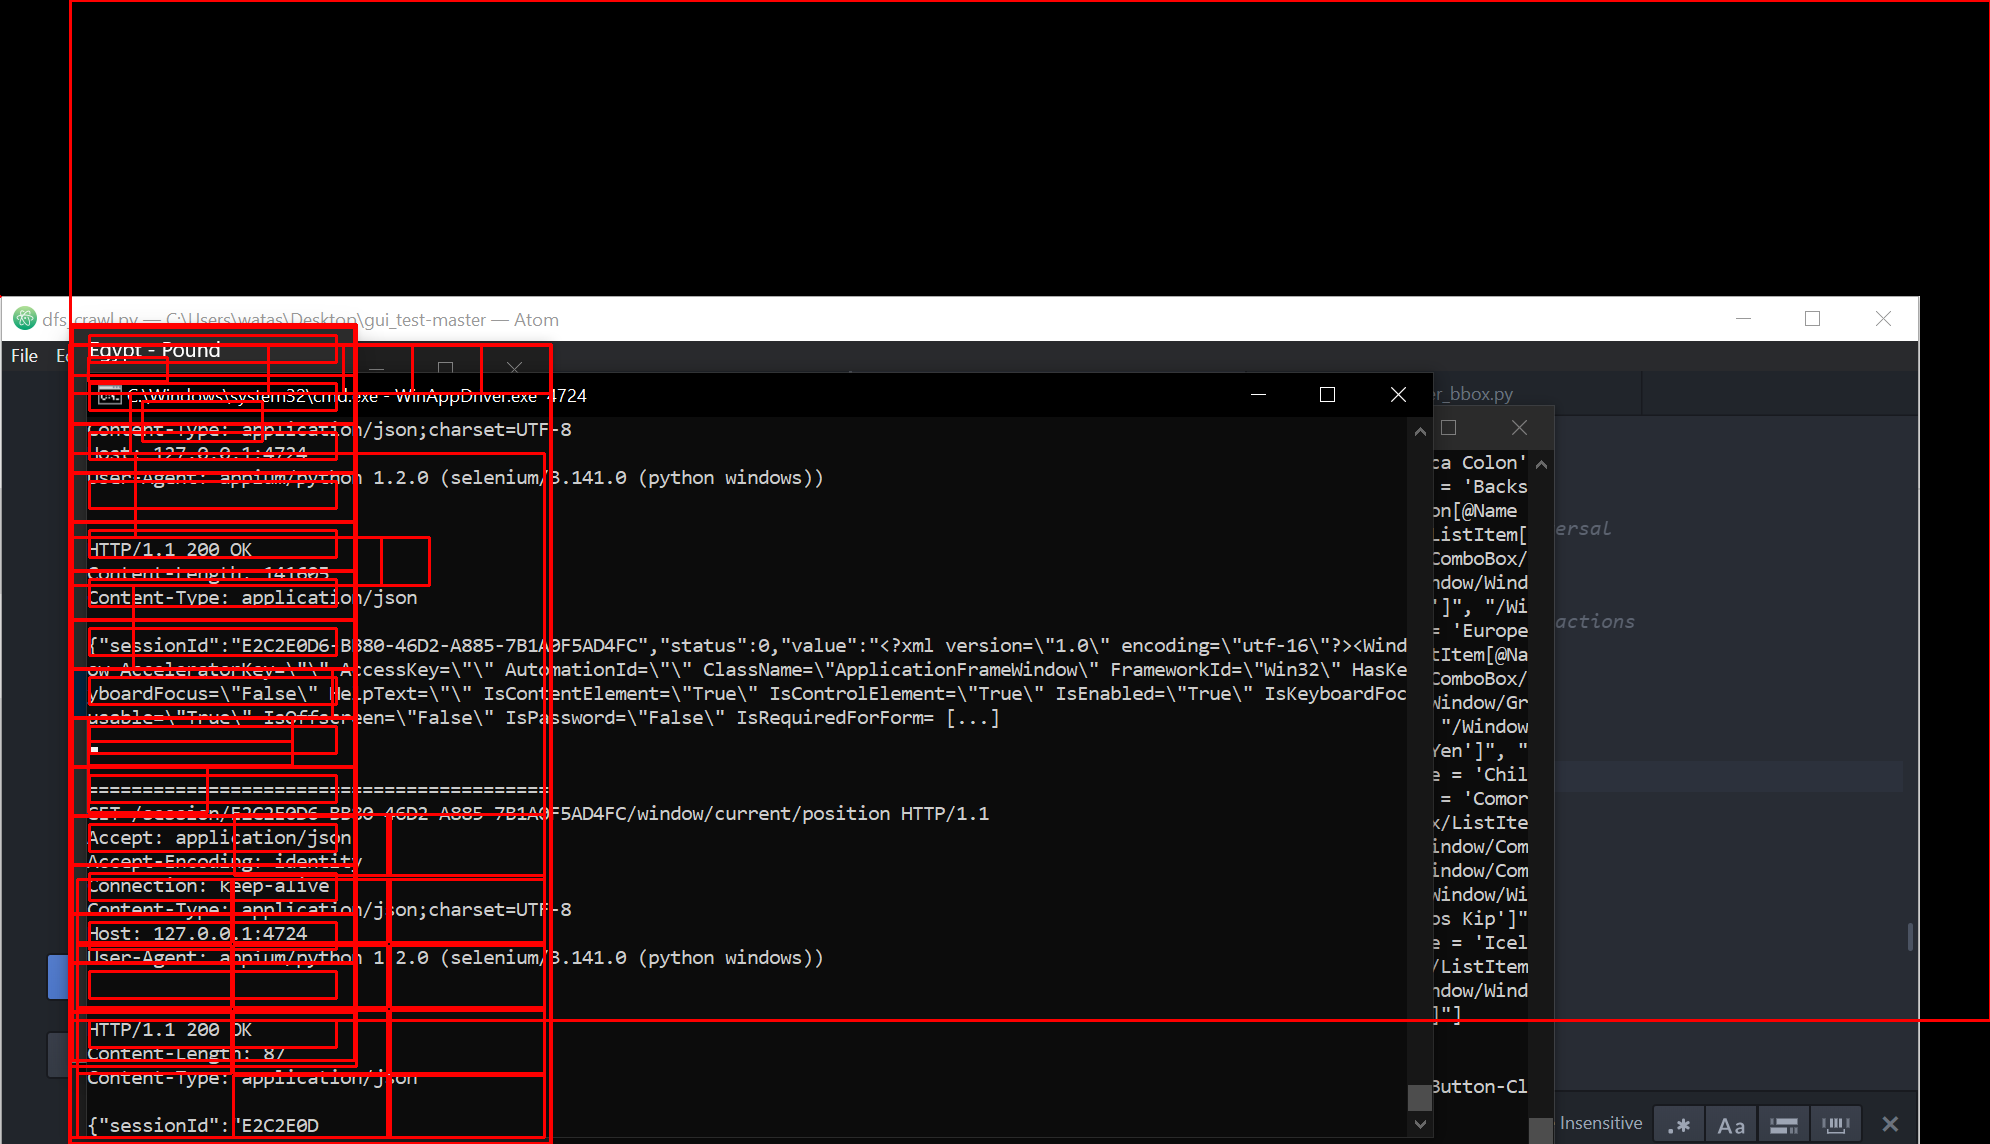 dfs_crawl.py — C:\Users\watas\Desktop\gui_test-master — Atom
File
Egypt - Pound
C:\Windows\system32\cmd.exe - WinAppDriver.exe 4724
er_bbox.py
Content-Type: application/json;charset=UTF-8
Host: 127.0.0.1:4724
User-Agent: appium/python 1.2.0 (selenium/3.141.0 (python windows))
HTTP/1.1 200 OK
Content-Length: 141605
Content-Type: application/json
{"sessionId":"E2C2E0D6-BB80-46D2-A885-7B1A0F5AD4FC","status":0,"value":"<?xml version=\"1.0\" encoding=\"utf-16\"?><Wind
ow AcceleratorKey=\"\" AccessKey=\"\" AutomationId=\"\" ClassName=\"ApplicationFrameWindow\" FrameworkId=\"Win32\" HasKe
yboardFocus=\"False\" HelpText=\"\" IsContentElement=\"True\" IsControlElement=\"True\" IsEnabled=\"True\" IsKeyboardFoc
usable=\"True\" IsOffscreen=\"False\" IsPassword=\"False\" IsRequiredForForm= [...]
==========================================
GET /session/E2C2E0D6-BB80-46D2-A885-7B1A0F5AD4FC/window/current/position HTTP/1.1
Accept: application/json
Accept-Encoding: identity
Connection: keep-alive
Content-Type: application/json;charset=UTF-8
Host: 127.0.0.1:4724
User-Agent: appium/python 1.2.0 (selenium/3.141.0 (python windows))
HTTP/1.1 200 OK
Content-Length: 87
Content-Type: application/json
{"sessionId":"E2C2E0D
ca Colon'
= 'Backs
on[@Name
ListItem[
ComboBox/
ndow/Wind
']", "/Wi
= 'Europe
tItem[@Na
ComboBox/
Window/Gr
"/Window
Yen']", "
e = 'Chil
= 'Comor
x/ListIte
indow/Com
indow/Com
Window/Wi
os Kip']"
e = 'Icel
/ListItem
ndow/Wind
]"]
Button-Cl
ersal
actions
Insensitive
.*
Aa